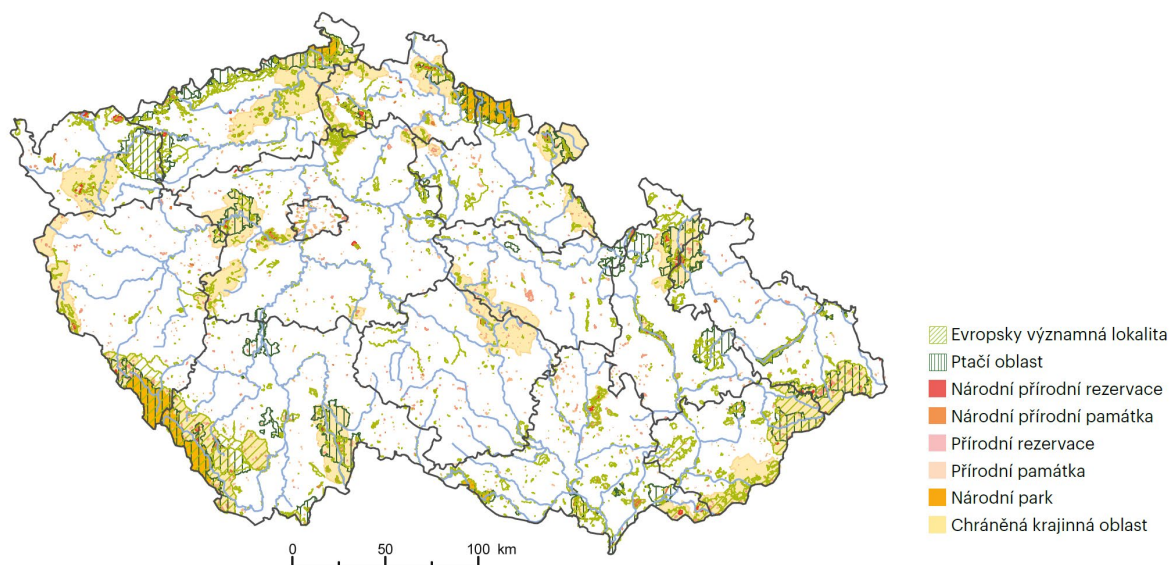 Evropsky významná lokalita
Ptačí oblast
Národní přírodní rezervace
Národní přírodní památka
Přírodní rezervace
Přírodní památka
Národní park
Chráněná krajinná oblast
0 50 100 km